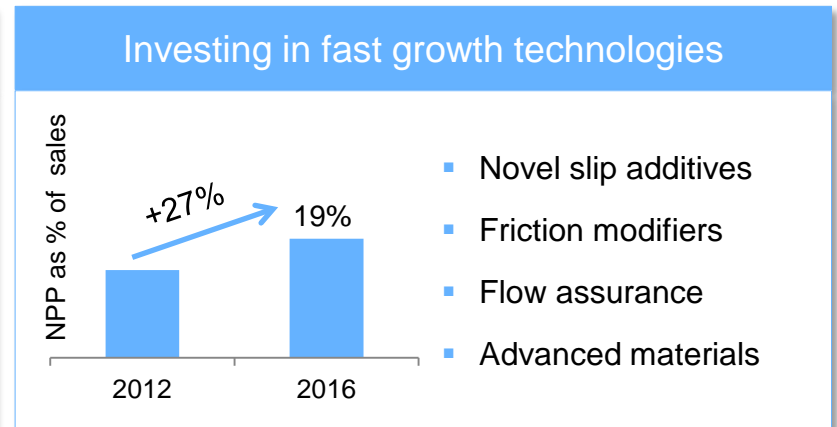 Investing in fast growth technologies
NPP as % of sales
+27%
19%
2012
2016
▪ Novel slip additives
▪ Friction modifiers
▪ Flow assurance
▪ Advanced materials